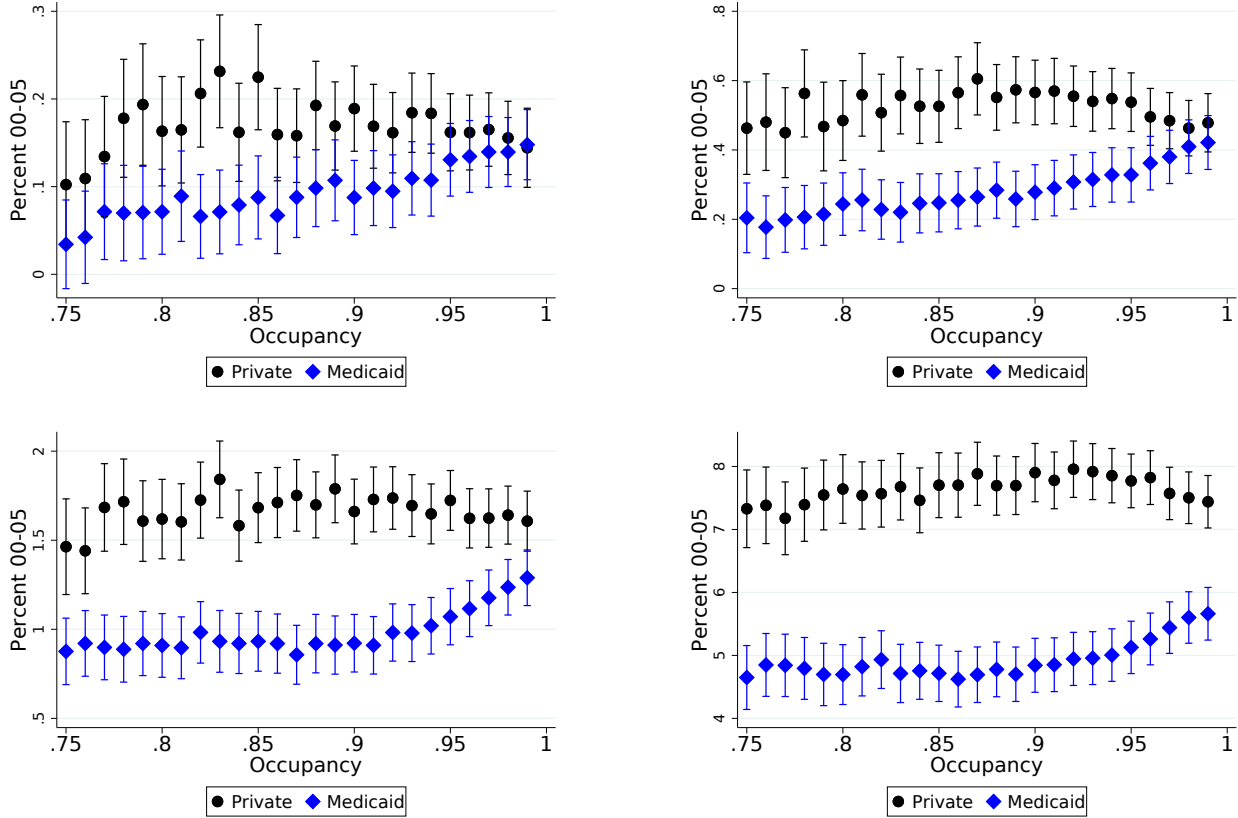 Percent 00-05
.3
.2
.1
0
.75 .8 .85 .9 .95 1
Occupancy
Private Medicaid
Percent 00-05
.8
.6
.4
.2
0
.75 .8 .85 .9 .95 1
Occupancy
Private Medicaid
Percent 00-05
2
1.5
1
.5
.75 .8 .85 .9 .95 1
Occupancy
Private Medicaid
Percent 00-05
8
7
6
5
4
.75 .8 .85 .9 .95 1
Occupancy
Private Medicaid